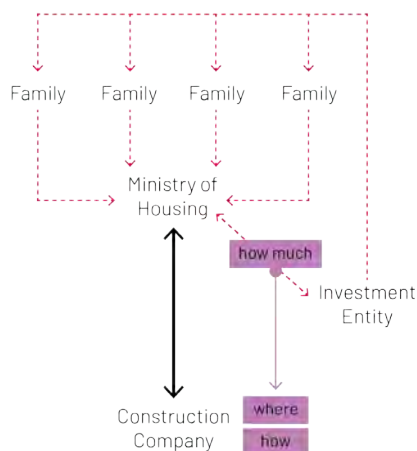 Family
Family
Family
Family
Ministry of
Housing
how much
Investment
Entity
Construction
Company
where
how